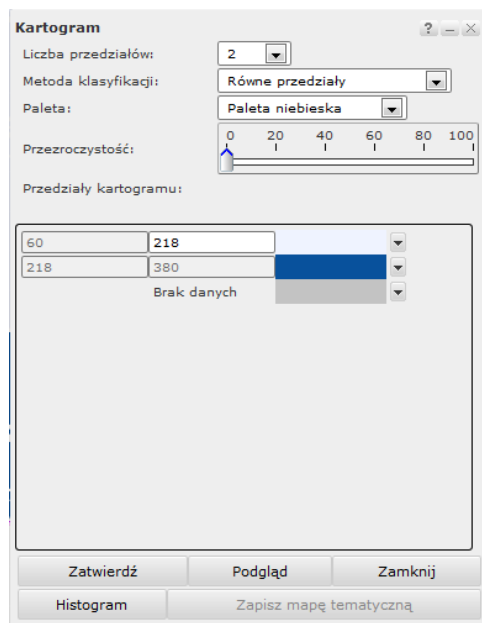 Kartogram ? – ×
Liczba przedziałów: 2
Metoda klasyfikacji: Równe przedziały
Paleta: Paleta niebieska
0 20 40 60 80 100
Przezroczystość:
Przedziały kartogramu:
60 218
218 380
Brak danych
Zatwierdź Podgląd Zamknij
Histogram Zapisz mapę tematyczną